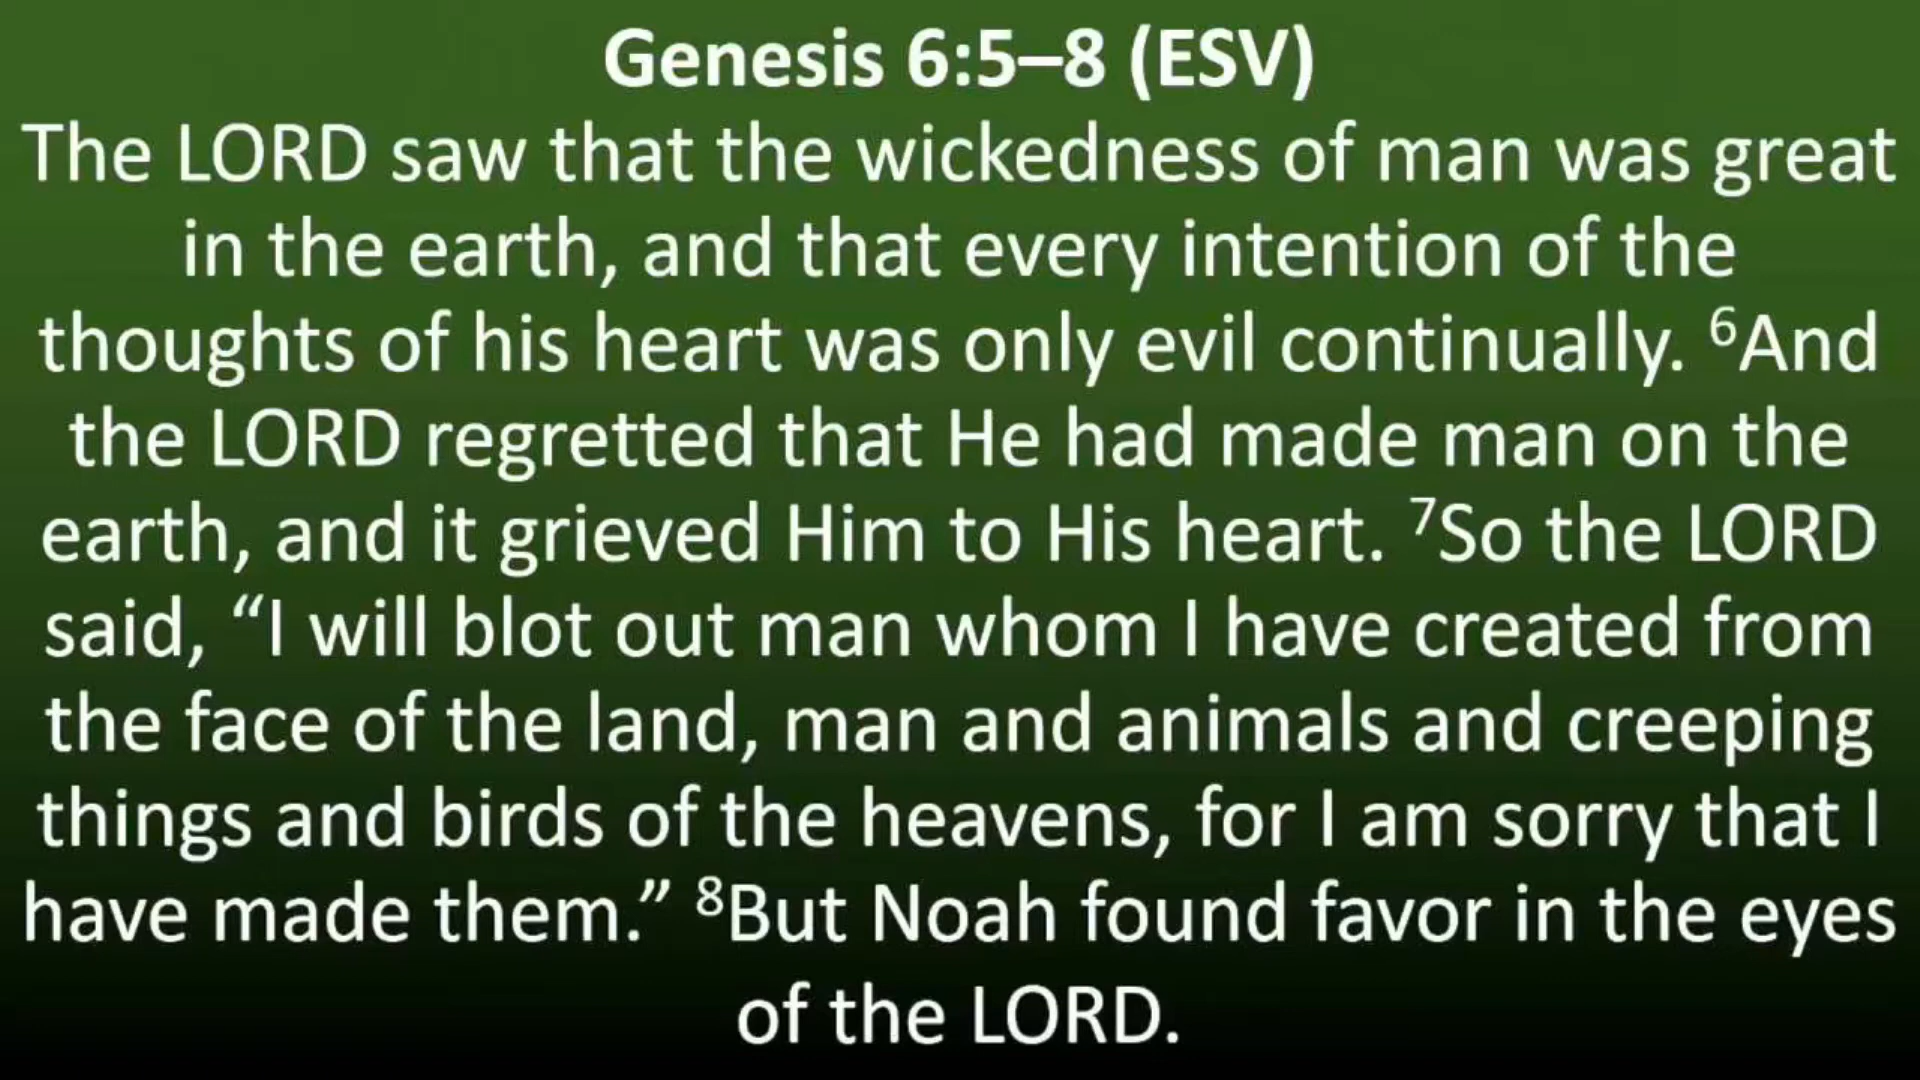 Genesis 6:5–8 (ESV)
The LORD saw that the wickedness of man was great
in the earth, and that every intention of the
thoughts of his heart was only evil continually. ⁶And
the LORD regretted that He had made man on the
earth, and it grieved Him to His heart. ⁷So the LORD
said, “I will blot out man whom I have created from
the face of the land, man and animals and creeping
things and birds of the heavens, for I am sorry that I
have made them.” ⁸But Noah found favor in the eyes
of the LORD.